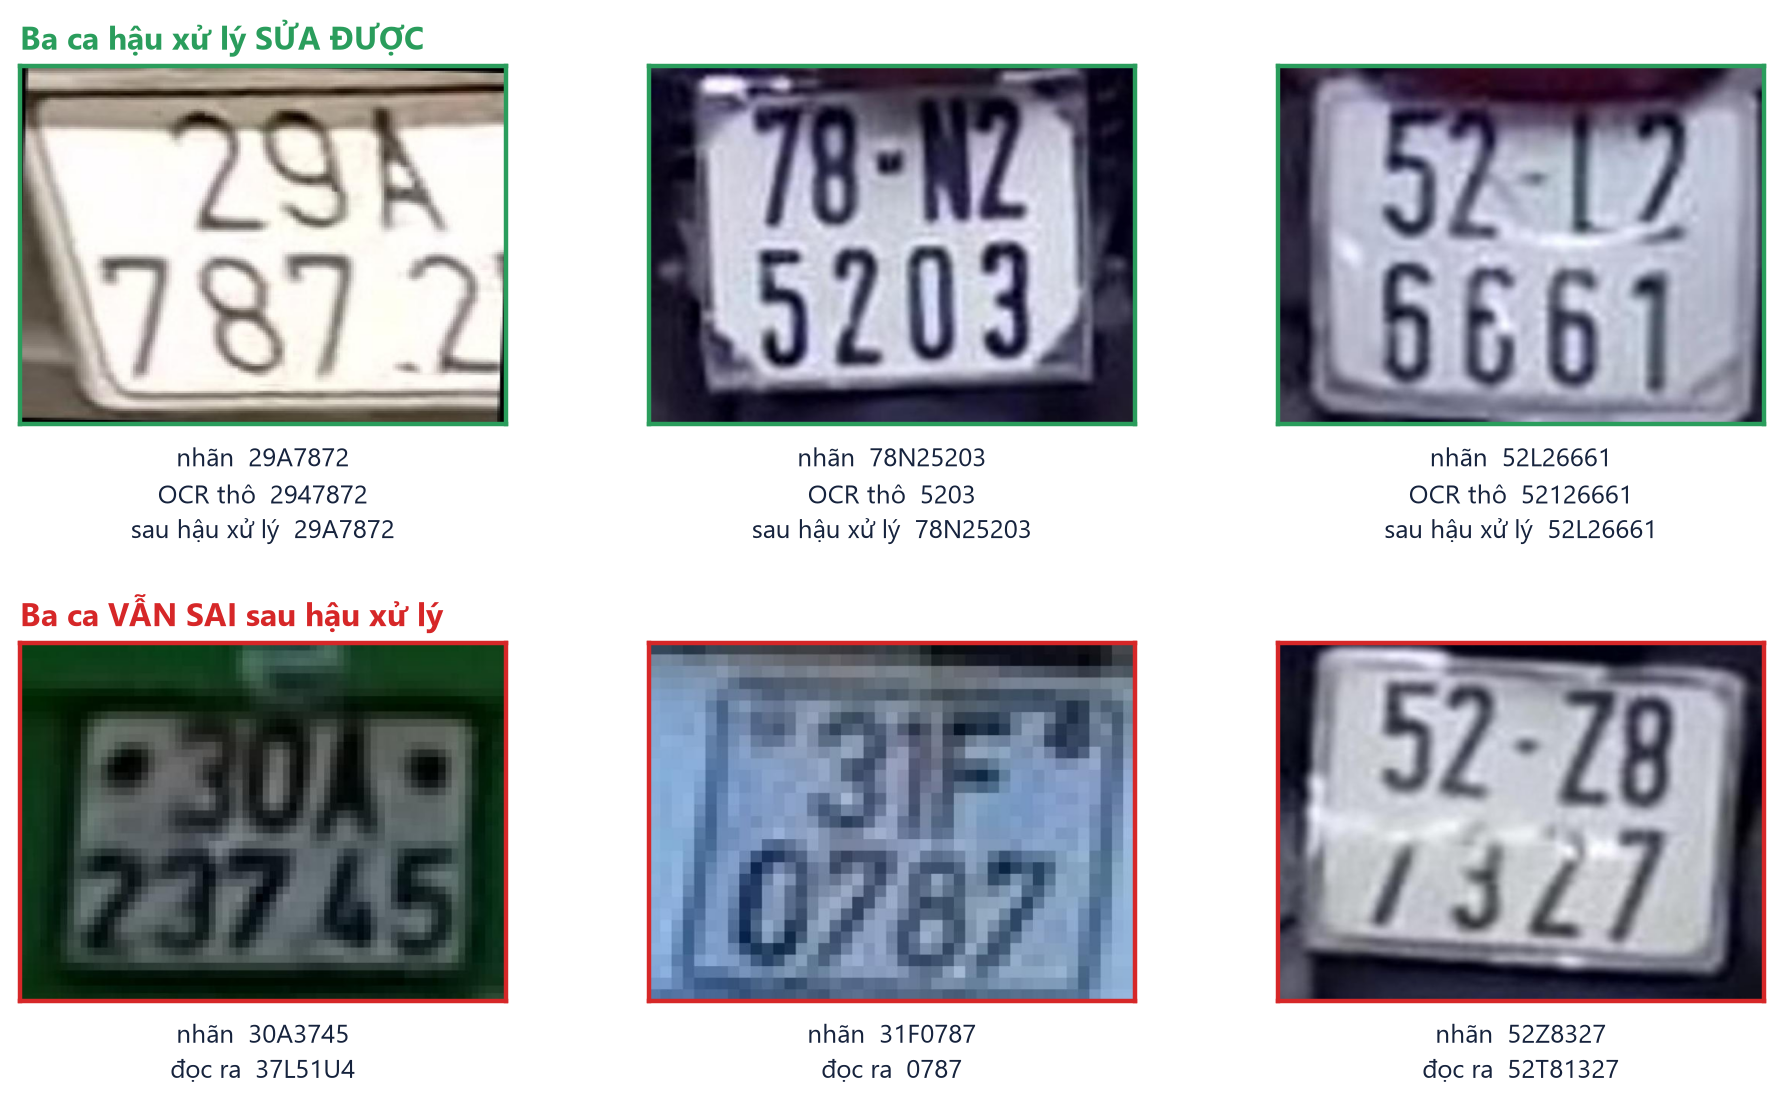 Ba ca hậu xử lý SỬA ĐƯỢC
29A
787.2
78-N2
5203
52-L2
6661
nhãn 29A7872
OCR thô 2947872
sau hậu xử lý 29A7872
nhãn 78N25203
OCR thô 5203
sau hậu xử lý 78N25203
nhãn 52L26661
OCR thô 52126661
sau hậu xử lý 52L26661
Ba ca VẪN SAI sau hậu xử lý
30A
23745
31F
0787
52-Z8
7327
nhãn 30A3745
đọc ra 37L51U4
nhãn 31F0787
đọc ra 0787
nhãn 52Z8327
đọc ra 52T81327